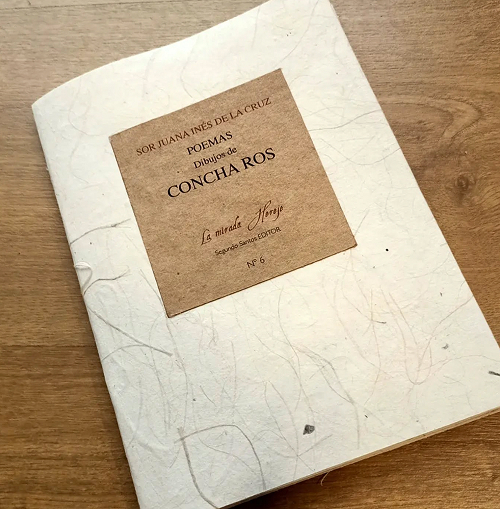 SOR JUANA INÉS DE LA CRUZ
POEMAS
Dibujos de
CONCHA ROS
La mirada Hereje
Segundo Santos EDITOR
Nº 6